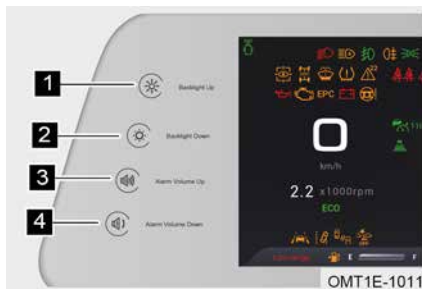 1
Backlight Up
2
Backlight Down
3
Alarm Volume Up
4
Alarm Volume Down
EPC
0
km/h
2.2 x1000rpm
ECO
E
F
OMT1E-1011